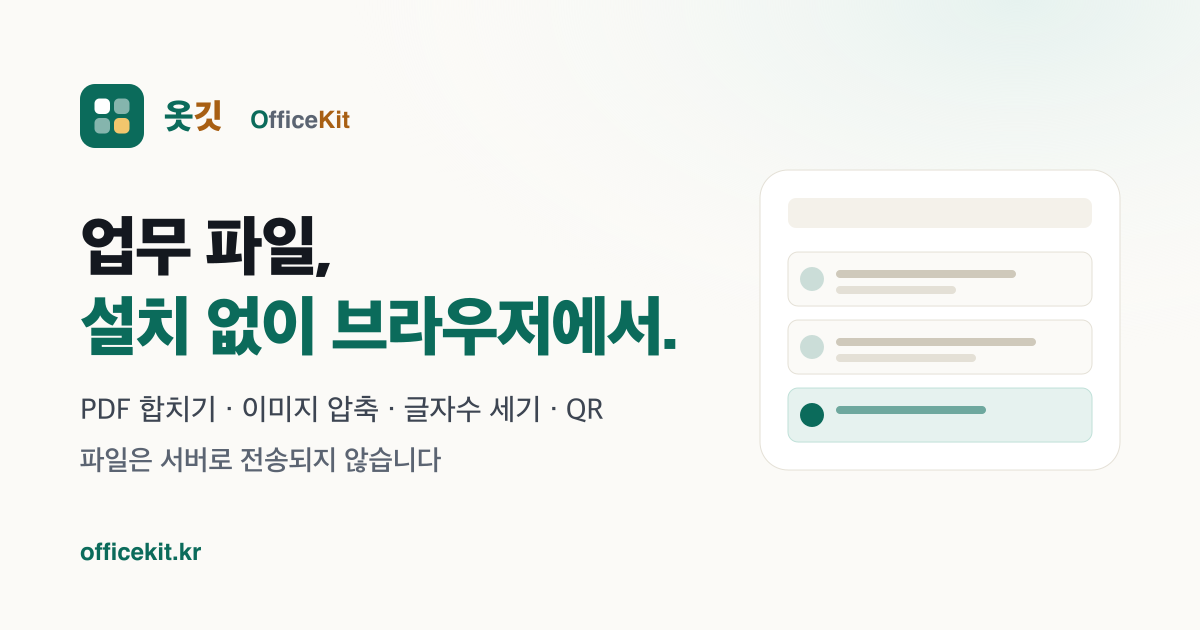 옷깃 OfficeKit
업무 파일,
설치 없이 브라우저에서.
PDF 합치기 · 이미지 압축 · 글자수 세기 · QR
파일은 서버로 전송되지 않습니다
officekit.kr